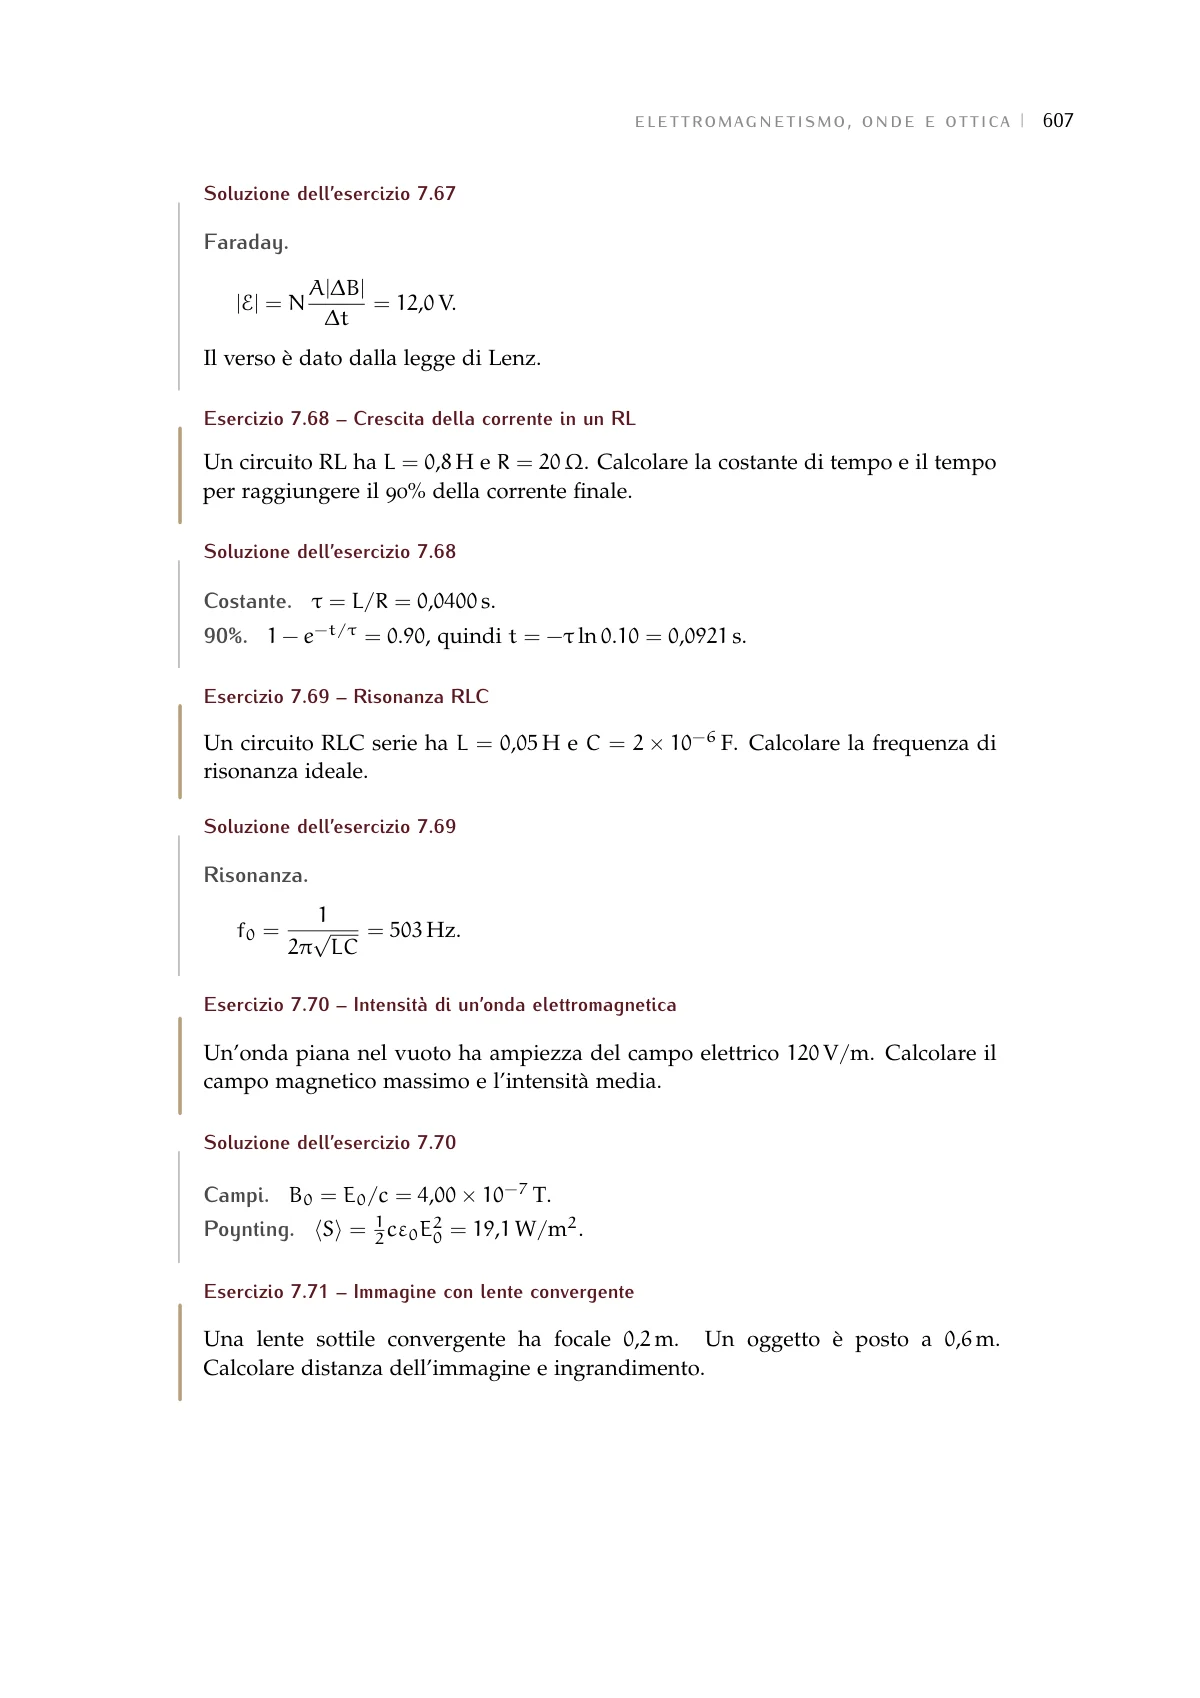 ELETTROMAGNETISMO, ONDE E OTTICA | 607
Soluzione dell'esercizio 7.67
Faraday.
|ℰ| = N A|ΔB| / Δt = 12,0 V.
Il verso è dato dalla legge di Lenz.
Esercizio 7.68 – Crescita della corrente in un RL
Un circuito RL ha L = 0,8 H e R = 20 Ω. Calcolare la costante di tempo e il tempo
per raggiungere il 90% della corrente finale.
Soluzione dell'esercizio 7.68
Costante. τ = L/R = 0,0400 s.
90%. 1 − e^{−t/τ} = 0.90, quindi t = −τ ln 0.10 = 0,0921 s.
Esercizio 7.69 – Risonanza RLC
Un circuito RLC serie ha L = 0,05 H e C = 2 × 10⁻⁶ F. Calcolare la frequenza di
risonanza ideale.
Soluzione dell'esercizio 7.69
Risonanza.
f₀ = 1 / 2π√LC = 503 Hz.
Esercizio 7.70 – Intensità di un'onda elettromagnetica
Un'onda piana nel vuoto ha ampiezza del campo elettrico 120 V/m. Calcolare il
campo magnetico massimo e l'intensità media.
Soluzione dell'esercizio 7.70
Campi. B₀ = E₀/c = 4,00 × 10⁻⁷ T.
Poynting. ⟨S⟩ = ½cε₀E₀² = 19,1 W/m².
Esercizio 7.71 – Immagine con lente convergente
Una lente sottile convergente ha focale 0,2 m. Un oggetto è posto a 0,6 m.
Calcolare distanza dell'immagine e ingrandimento.